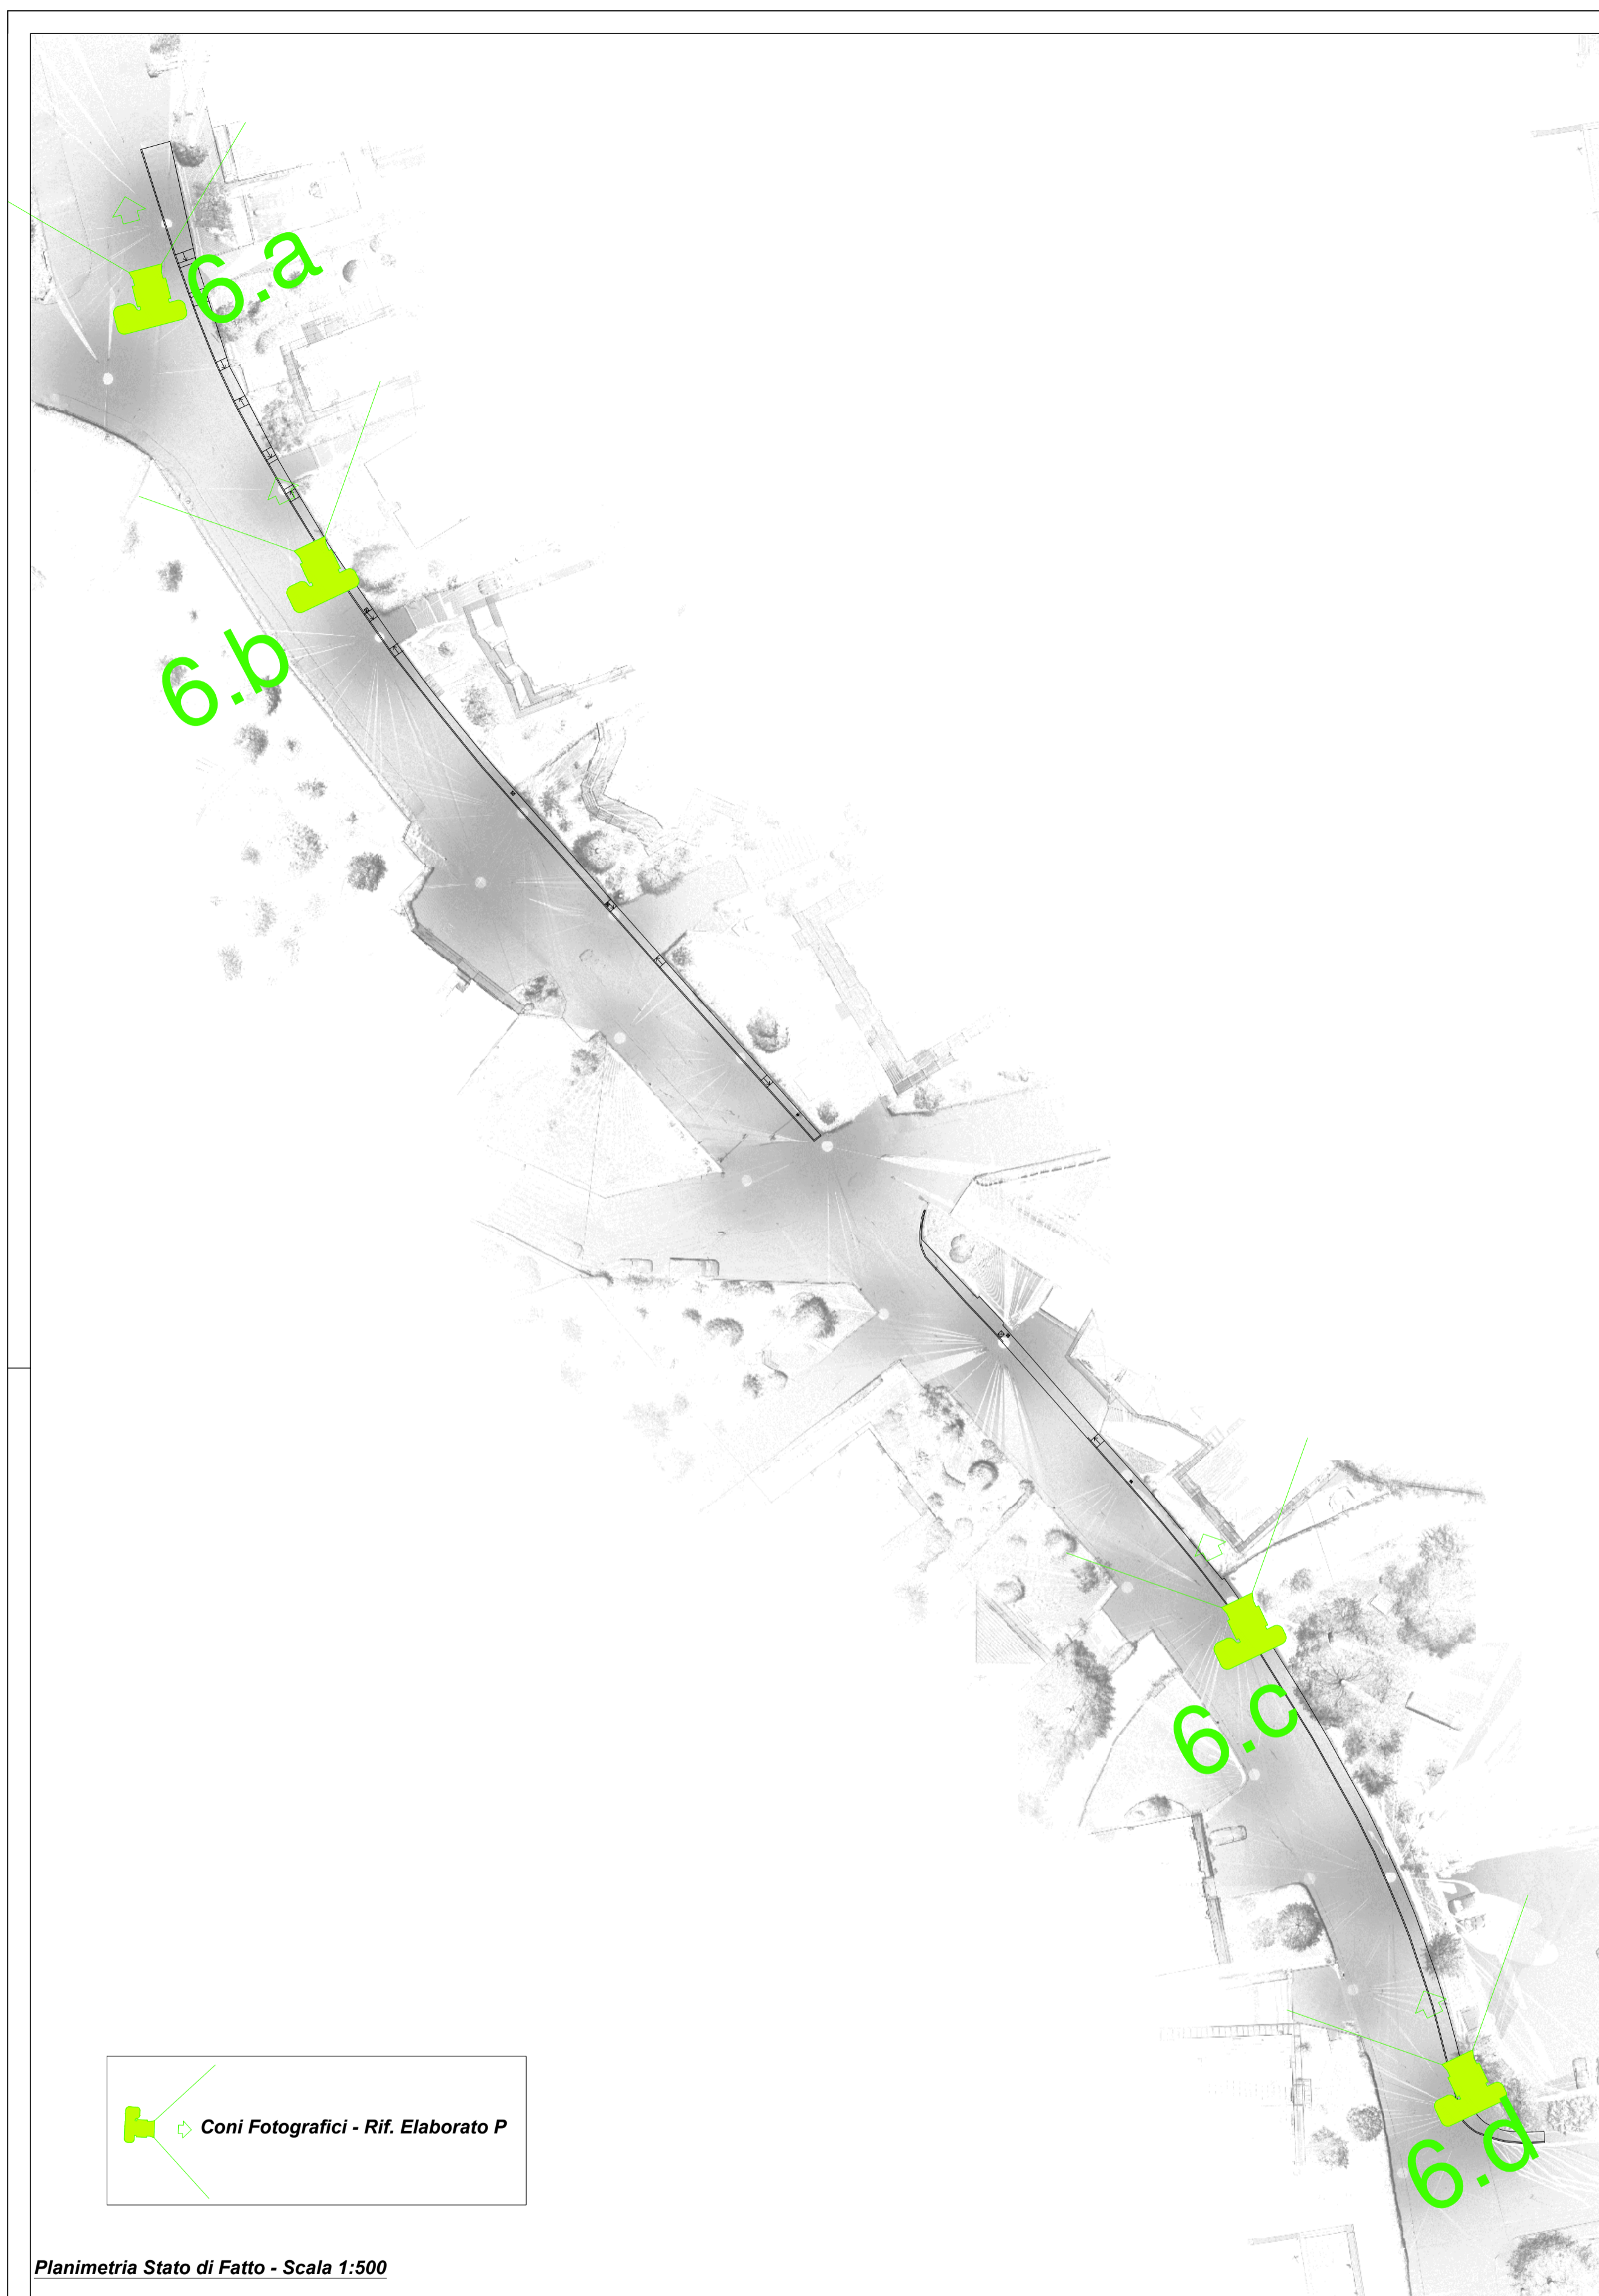 6.a
6.b
6.c
6.d
Coni Fotografici - Rif. Elaborato P
Planimetria Stato di Fatto - Scala 1:500